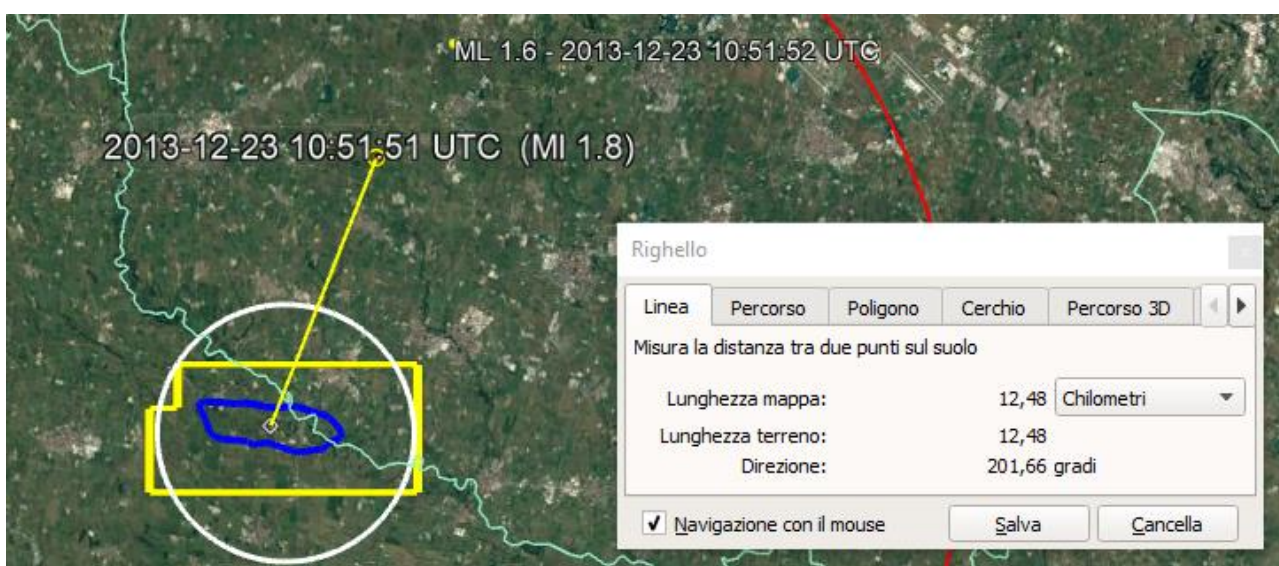 ML 1.6 - 2013-12-23 10:51:52 UTC
2013-12-23 10:51:51 UTC (Ml 1.8)
Righello
Linea Percorso Poligono Cerchio Percorso 3D
Misura la distanza tra due punti sul suolo
Lunghezza mappa: 12,48 Chilometri
Lunghezza terreno: 12,48
Direzione: 201,66 gradi
Navigazione con il mouse Salva Cancella